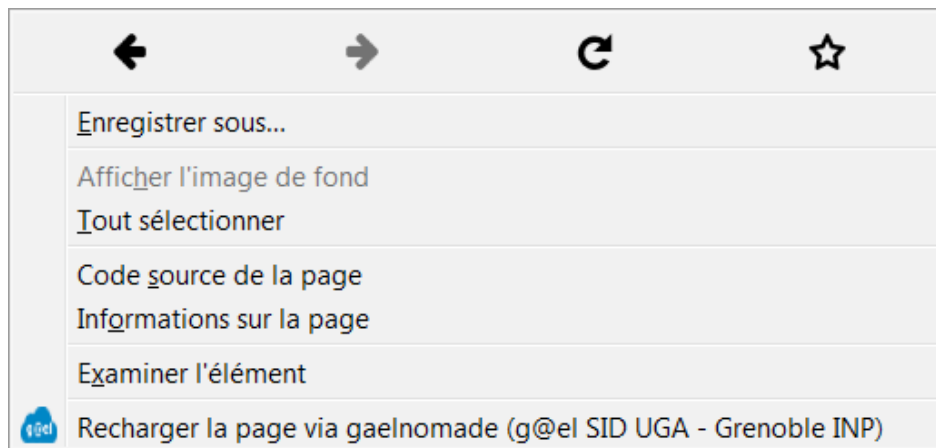 Enregistrer sous...
Afficher l'image de fond
Tout sélectionner
Code source de la page
Informations sur la page
Examiner l'élément
g@el Recharger la page via gaelnomade (g@el SID UGA - Grenoble INP)